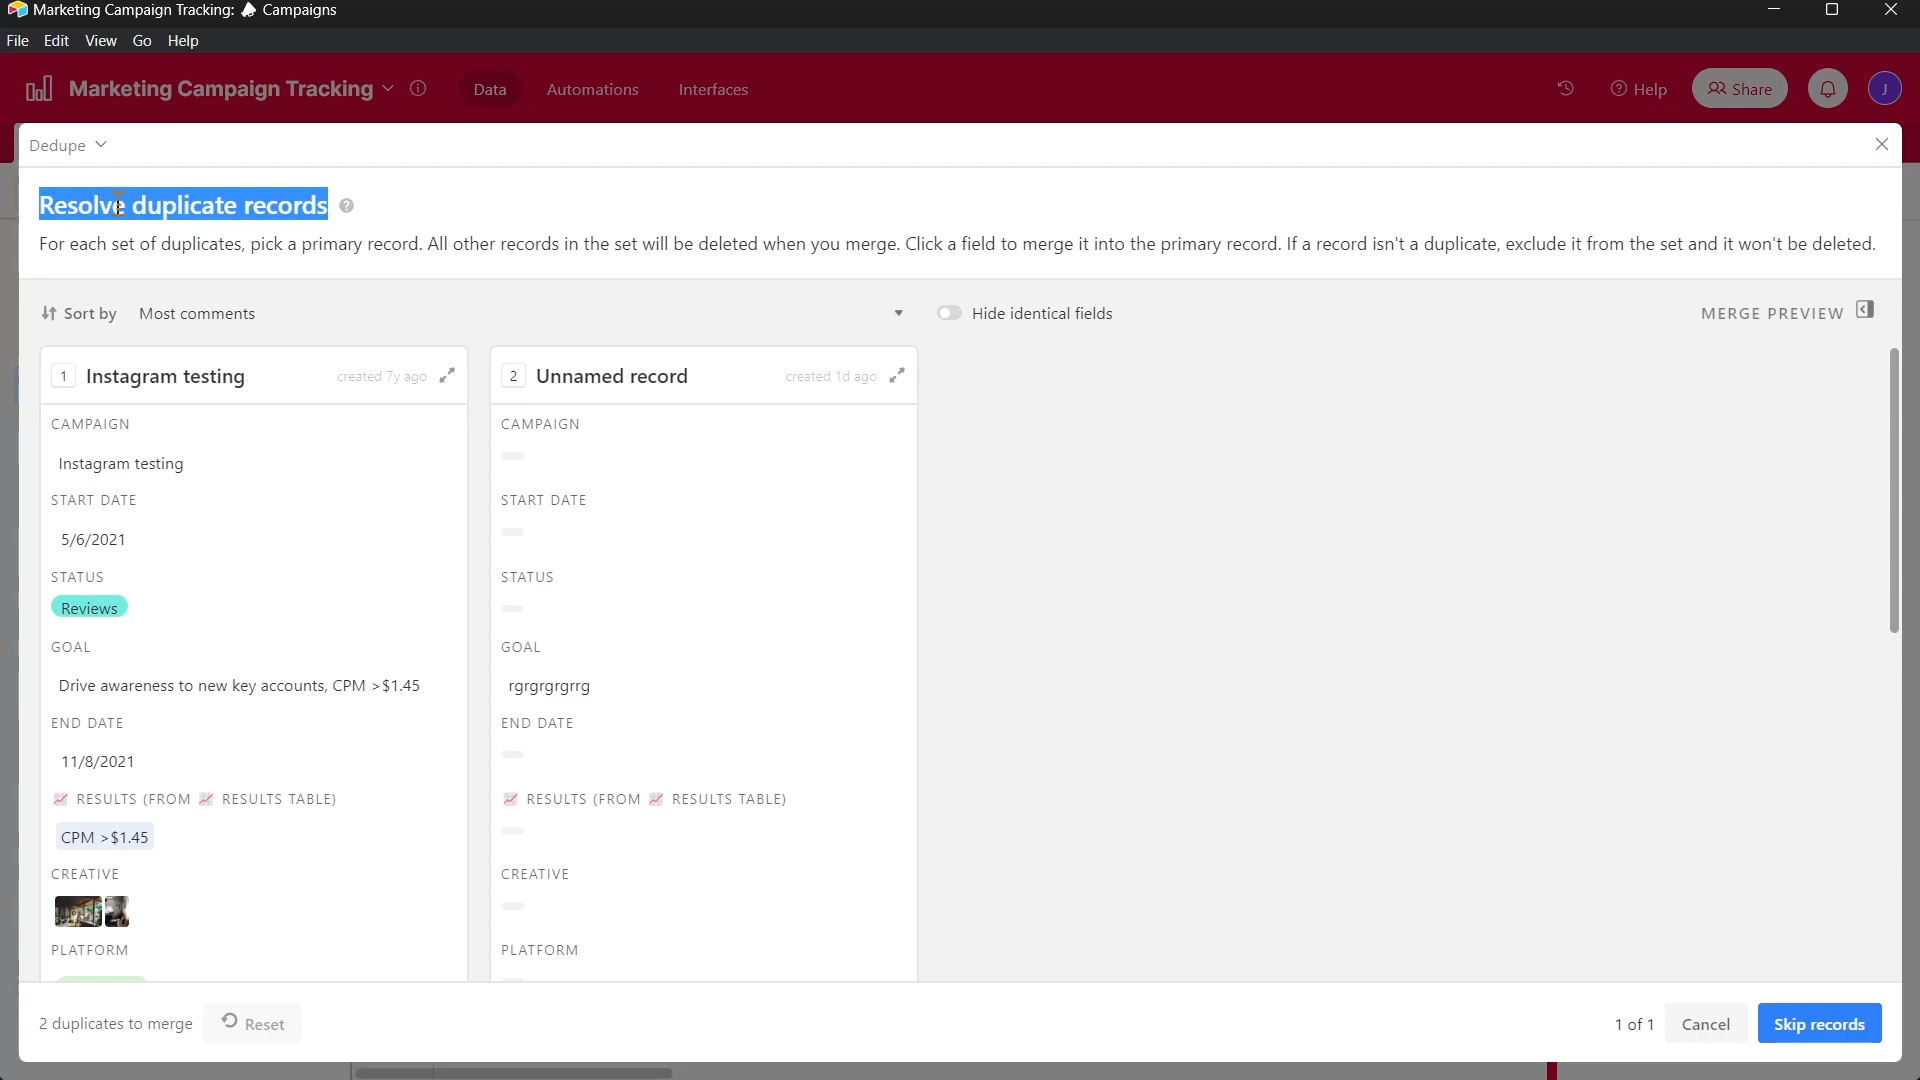 Marketing Campaign Tracking: Campaigns
File Edit View Go Help
Marketing Campaign Tracking Data Automations Interfaces Help Share J
Dedupe
Resolve duplicate records ?
For each set of duplicates, pick a primary record. All other records in the set will be deleted when you merge. Click a field to merge it into the primary record. If a record isn't a duplicate, exclude it from the set and it won't be deleted.
Sort by Most comments Hide identical fields MERGE PREVIEW
1 Instagram testing created 7y ago
CAMPAIGN
Instagram testing
START DATE
5/6/2021
STATUS
Reviews
GOAL
Drive awareness to new key accounts, CPM >$1.45
END DATE
11/8/2021
RESULTS (FROM RESULTS TABLE)
CPM >$1.45
CREATIVE
PLATFORM
2 Unnamed record created 1d ago
CAMPAIGN
START DATE
STATUS
GOAL
rgrgrgrgrrg
END DATE
RESULTS (FROM RESULTS TABLE)
CREATIVE
PLATFORM
2 duplicates to merge Reset 1 of 1 Cancel Skip records